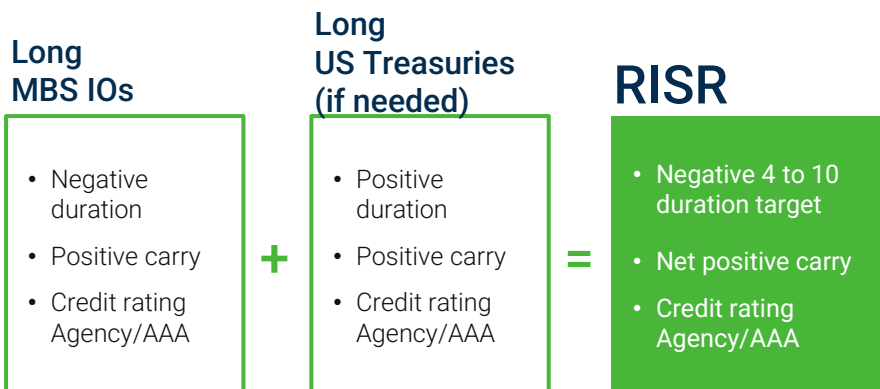 Long
MBS IOs
• Negative
duration
• Positive carry
• Credit rating
Agency/AAA
+
Long
US Treasuries
(if needed)
• Positive
duration
• Positive carry
• Credit rating
Agency/AAA
=
RISR
• Negative 4 to 10
duration target
• Net positive carry
• Credit rating
Agency/AAA